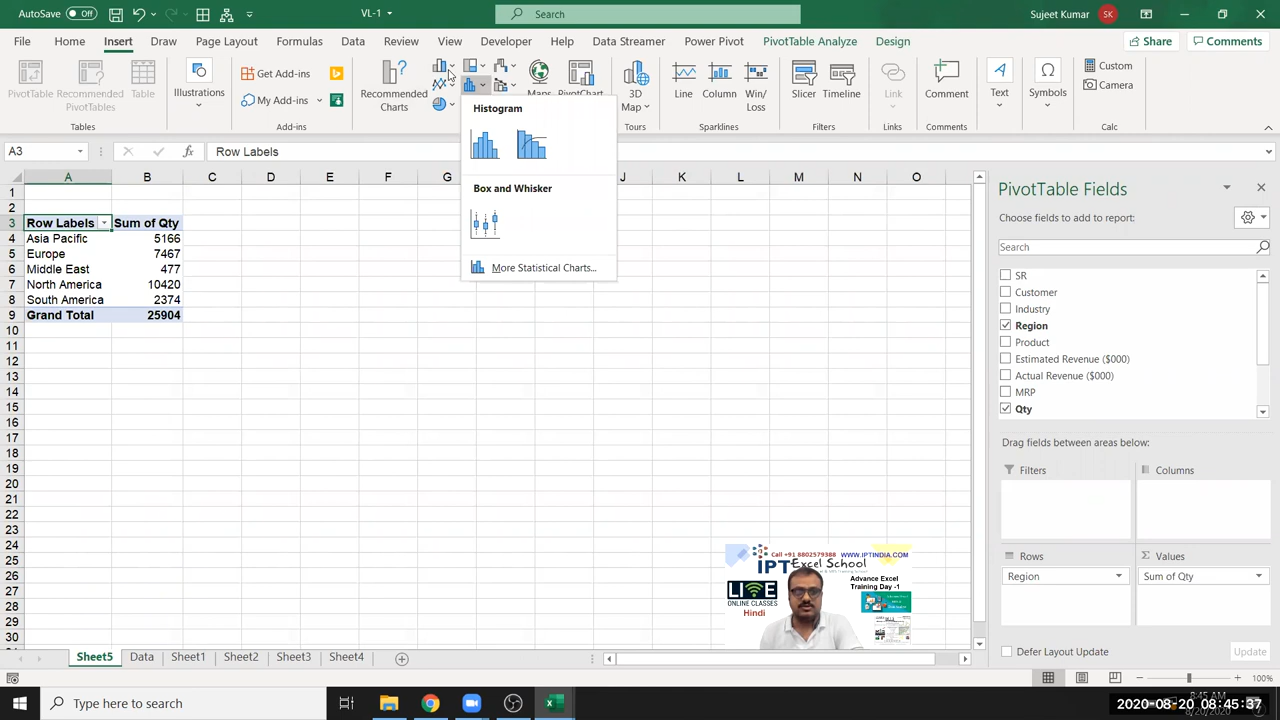 AutoSave Off VL-1 Search Sujeet Kumar SK
File Home Insert Draw Page Layout Formulas Data Review View Developer Help Data Streamer Power Pivot PivotTable Analyze Design Share Comments
PivotTable
Recommended PivotTables
Table
Tables
Illustrations
Get Add-ins
My Add-ins
Add-ins
Recommended Charts
Maps
PivotChart
3D Map
Tours
Line
Column
Win/Loss
Sparklines
Slicer
Timeline
Filters
Link
Links
Comment
Comments
Text
Symbols
Custom
Camera
Calc
Histogram
Box and Whisker
More Statistical Charts...
A3 fx Row Labels
A B C D E F G J K L M N O
1
2
3 Row Labels Sum of Qty
4 Asia Pacific 5166
5 Europe 7467
6 Middle East 477
7 North America 10420
8 South America 2374
9 Grand Total 25904
10
11
12
13
14
15
16
17
18
19
20
21
22
23
24
25
26
27
28
29
30
PivotTable Fields
Choose fields to add to report:
Search
SR
Customer
Industry
Region
Product
Estimated Revenue ($000)
Actual Revenue ($000)
MRP
Qty
Drag fields between areas below:
Filters Columns
Rows Values
Region Sum of Qty
Defer Layout Update Update
Call +91 8802579388 WWW.IPTINDIA.COM
IPT Excel School
Advance Excel
Training Day -1
LIVE
ONLINE CLASSES
Hindi
Sheet5 Data Sheet1 Sheet2 Sheet3 Sheet4
100%
Type here to search
2020-08-20 08:45:37